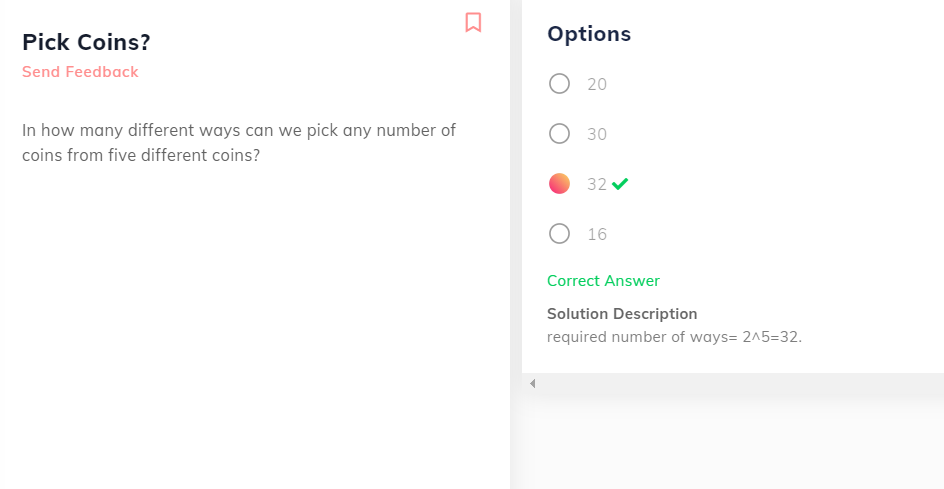 Pick Coins?
Send Feedback
In how many different ways can we pick any number of
coins from five different coins?
Options
20
30
32
16
Correct Answer
Solution Description
required number of ways= 2^5=32.